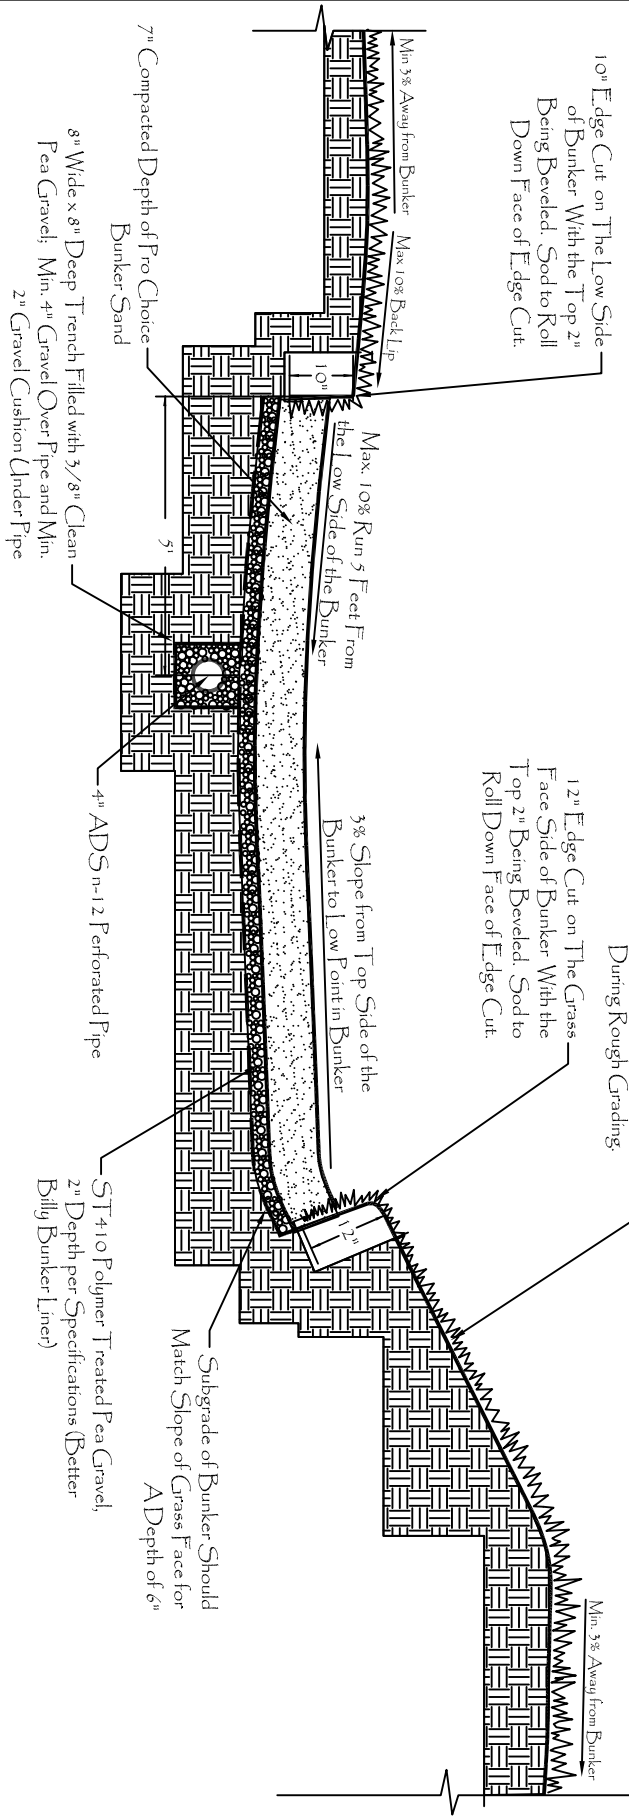 10" Edge Cut on The Low Side
of Bunker With the Top 2"
Being Beveled. Sod to Roll
Down Face of Edge Cut.
Min 3% Away from Bunker
Max 10% Back Lip
10"
7" Compacted Depth of Pro Choice
Bunker Sand
8" Wide x 8" Deep Trench Filled with 3/8" Clean
Pea Gravel; Min. 4" Gravel Over Pipe and Min.
2" Gravel Cushion Under Pipe
5'
Max. 10% Run 5 Feet From
the Low Side of the Bunker
4" ADS n-12 Perforated Pipe
3% Slope from Top Side of the
Bunker to Low Point in Bunker
During Rough Grading.
12" Edge Cut on The Grass
Face Side of Bunker With the
Top 2" Being Beveled. Sod to
Roll Down Face of Edge Cut.
12"
ST410 Polymer Treated Pea Gravel,
2" Depth per Specifications (Better
Billy Bunker Liner)
Subgrade of Bunker Should
Match Slope of Grass Face for
A Depth of 6"
Min. 3% Away from Bunker